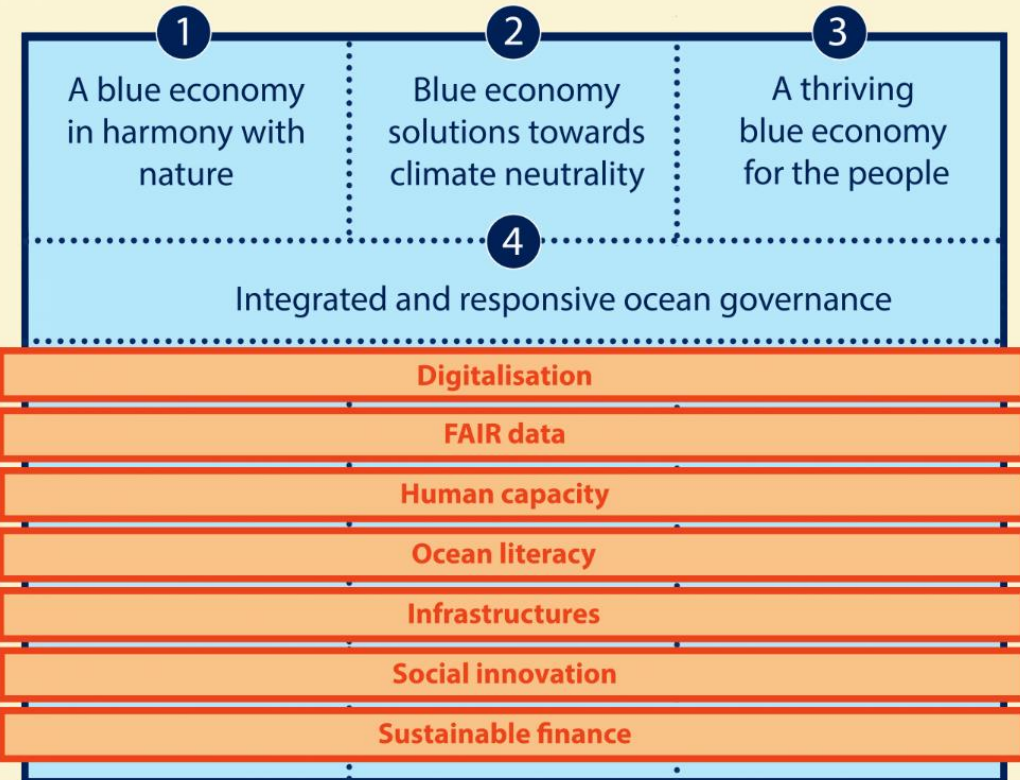 1
A blue economy
in harmony with
nature
2
Blue economy
solutions towards
climate neutrality
3
A thriving
blue economy
for the people
4
Integrated and responsive ocean governance
Digitalisation
FAIR data
Human capacity
Ocean literacy
Infrastructures
Social innovation
Sustainable finance